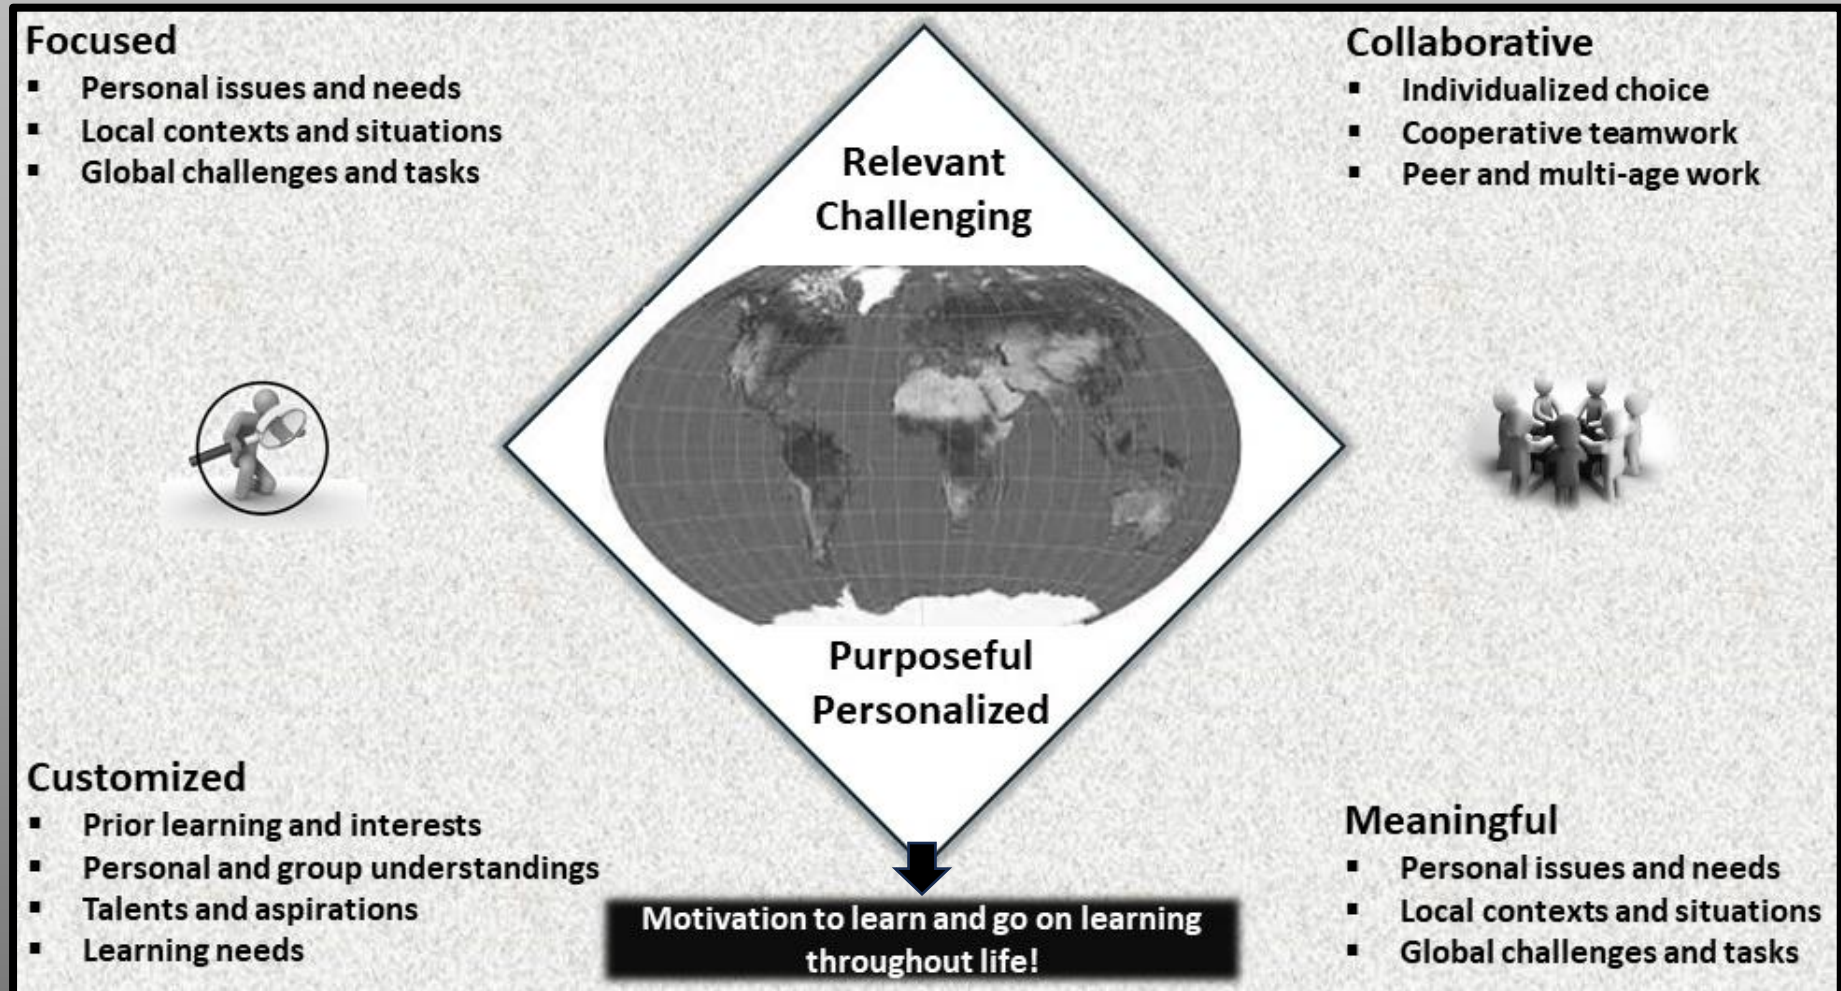 Focused
▪ Personal issues and needs
▪ Local contexts and situations
▪ Global challenges and tasks
Collaborative
▪ Individualized choice
▪ Cooperative teamwork
▪ Peer and multi-age work
Relevant
Challenging
Purposeful
Personalized
Customized
▪ Prior learning and interests
▪ Personal and group understandings
▪ Talents and aspirations
▪ Learning needs
Meaningful
▪ Personal issues and needs
▪ Local contexts and situations
▪ Global challenges and tasks
Motivation to learn and go on learning
throughout life!